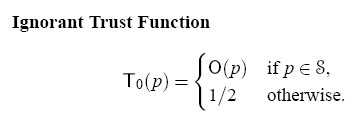 Ignorant Trust Function
T₀(p) = { O(p) if p ∈ S,
1/2 otherwise.